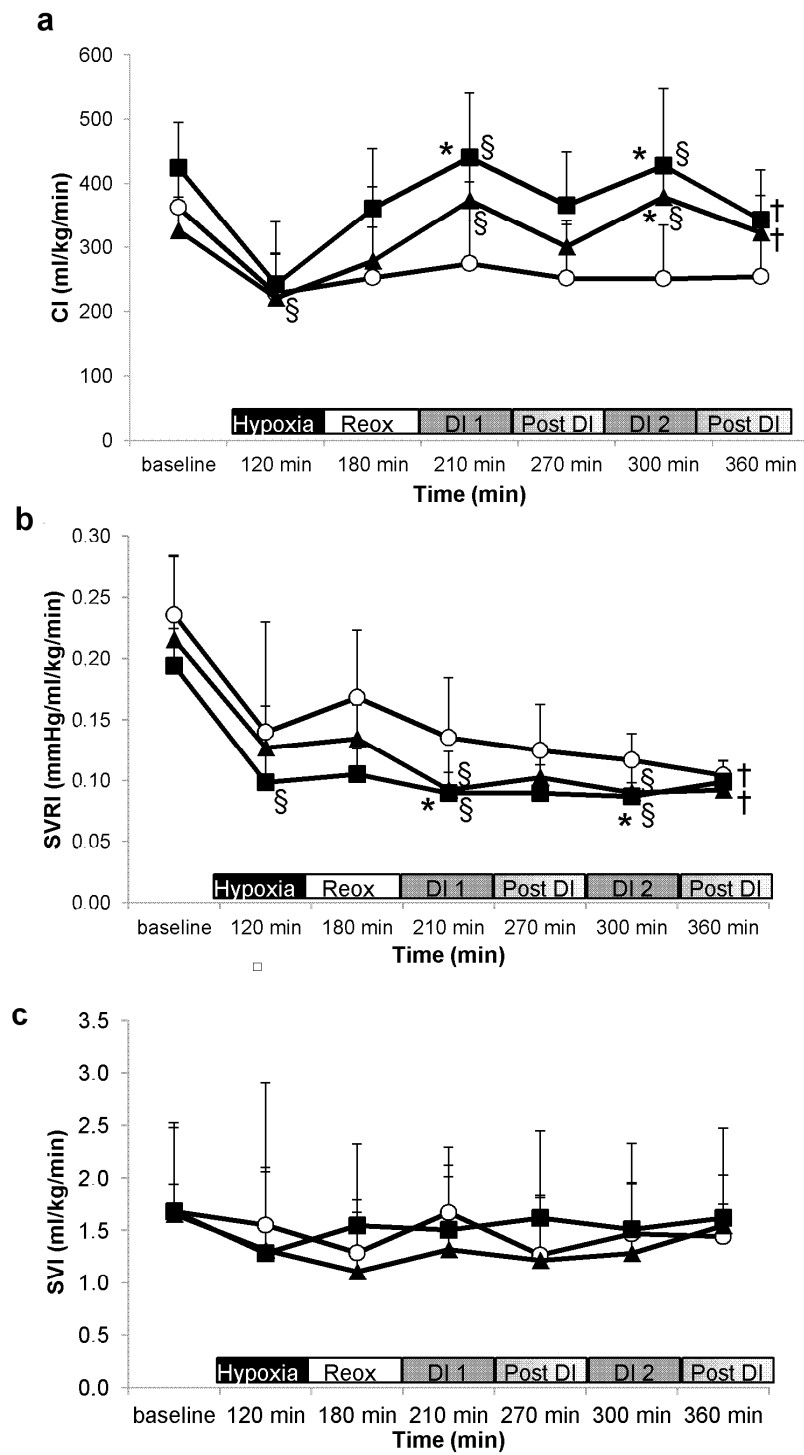 a
600
500
400
300
200
100
0
CI (ml/kg/min)
* §
* §
§
* §
§
†
†
Hypoxia Reox DI 1 Post DI DI 2 Post DI
baseline 120 min 180 min 210 min 270 min 300 min 360 min
Time (min)
b
0.30
0.25
0.20
0.15
0.10
0.05
0.00
SVRI (mmHg/ml/kg/min)
§
§
* §
§
* §
†
†
Hypoxia Reox DI 1 Post DI DI 2 Post DI
baseline 120 min 180 min 210 min 270 min 300 min 360 min
Time (min)
c
3.5
3.0
2.5
2.0
1.5
1.0
0.5
0.0
SVI (ml/kg/min)
Hypoxia Reox DI 1 Post DI DI 2 Post DI
baseline 120 min 180 min 210 min 270 min 300 min 360 min
Time (min)